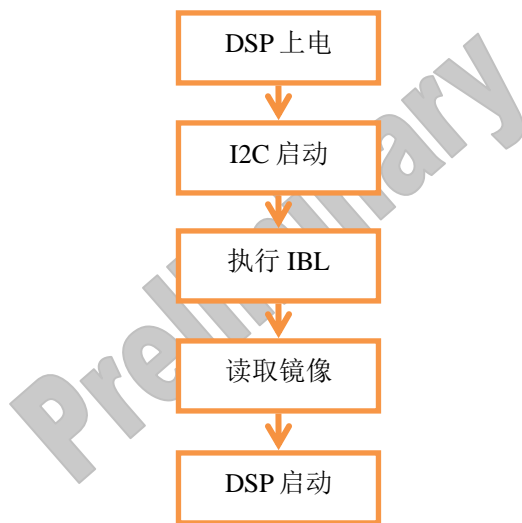 DSP 上电
I2C 启动
执行 IBL
读取镜像
DSP 启动
Preliminary